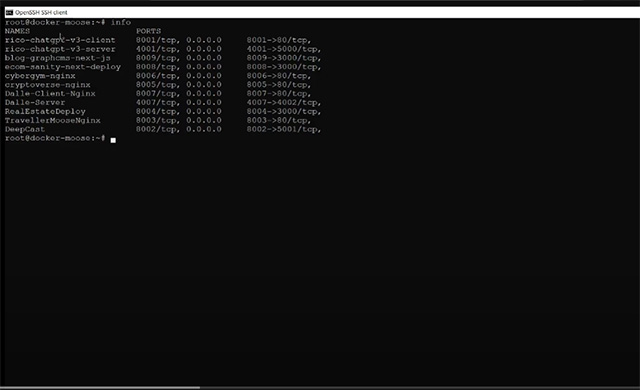 OpenSSH SSH client
root@docker-moose:~# info
NAMES PORTS
rico-chatgpt-v3-client 8001/tcp, 0.0.0.0 8001->80/tcp,
rico-chatgpt-v3-server 4001/tcp, 0.0.0.0 4001->5000/tcp,
blog-graphcms-next-js 8009/tcp, 0.0.0.0 8009->3000/tcp,
ecom-sanity-next-deploy 8008/tcp, 0.0.0.0 8008->3000/tcp,
cybergym-nginx 8006/tcp, 0.0.0.0 8006->80/tcp,
cryptoverse-nginx 8005/tcp, 0.0.0.0 8005->80/tcp,
Dalle-Client-Nginx 8007/tcp, 0.0.0.0 8007->80/tcp,
Dalle-Server 4007/tcp, 0.0.0.0 4007->4002/tcp,
RealEstateDeploy 8004/tcp, 0.0.0.0 8004->3000/tcp,
TravellerMooseNginx 8003/tcp, 0.0.0.0 8003->80/tcp,
DeepCast 8002/tcp, 0.0.0.0 8002->5001/tcp,
root@docker-moose:~#